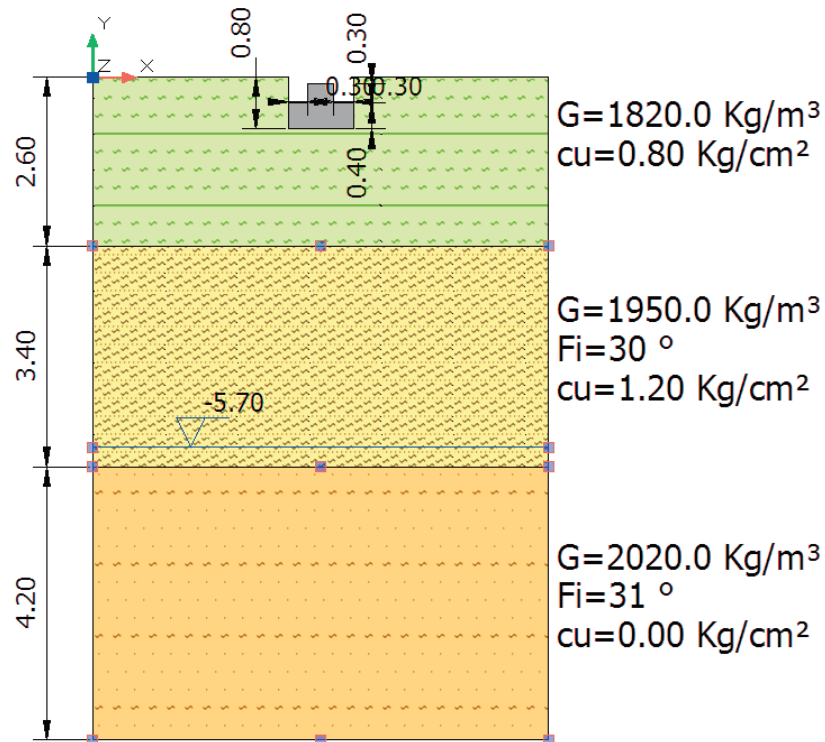 Y
Z
X
0.80
0.30
0.30
0.30
0.40
2.60
G=1820.0 Kg/m³
cu=0.80 Kg/cm²
3.40
G=1950.0 Kg/m³
Fi=30 °
cu=1.20 Kg/cm²
-5.70
4.20
G=2020.0 Kg/m³
Fi=31 °
cu=0.00 Kg/cm²